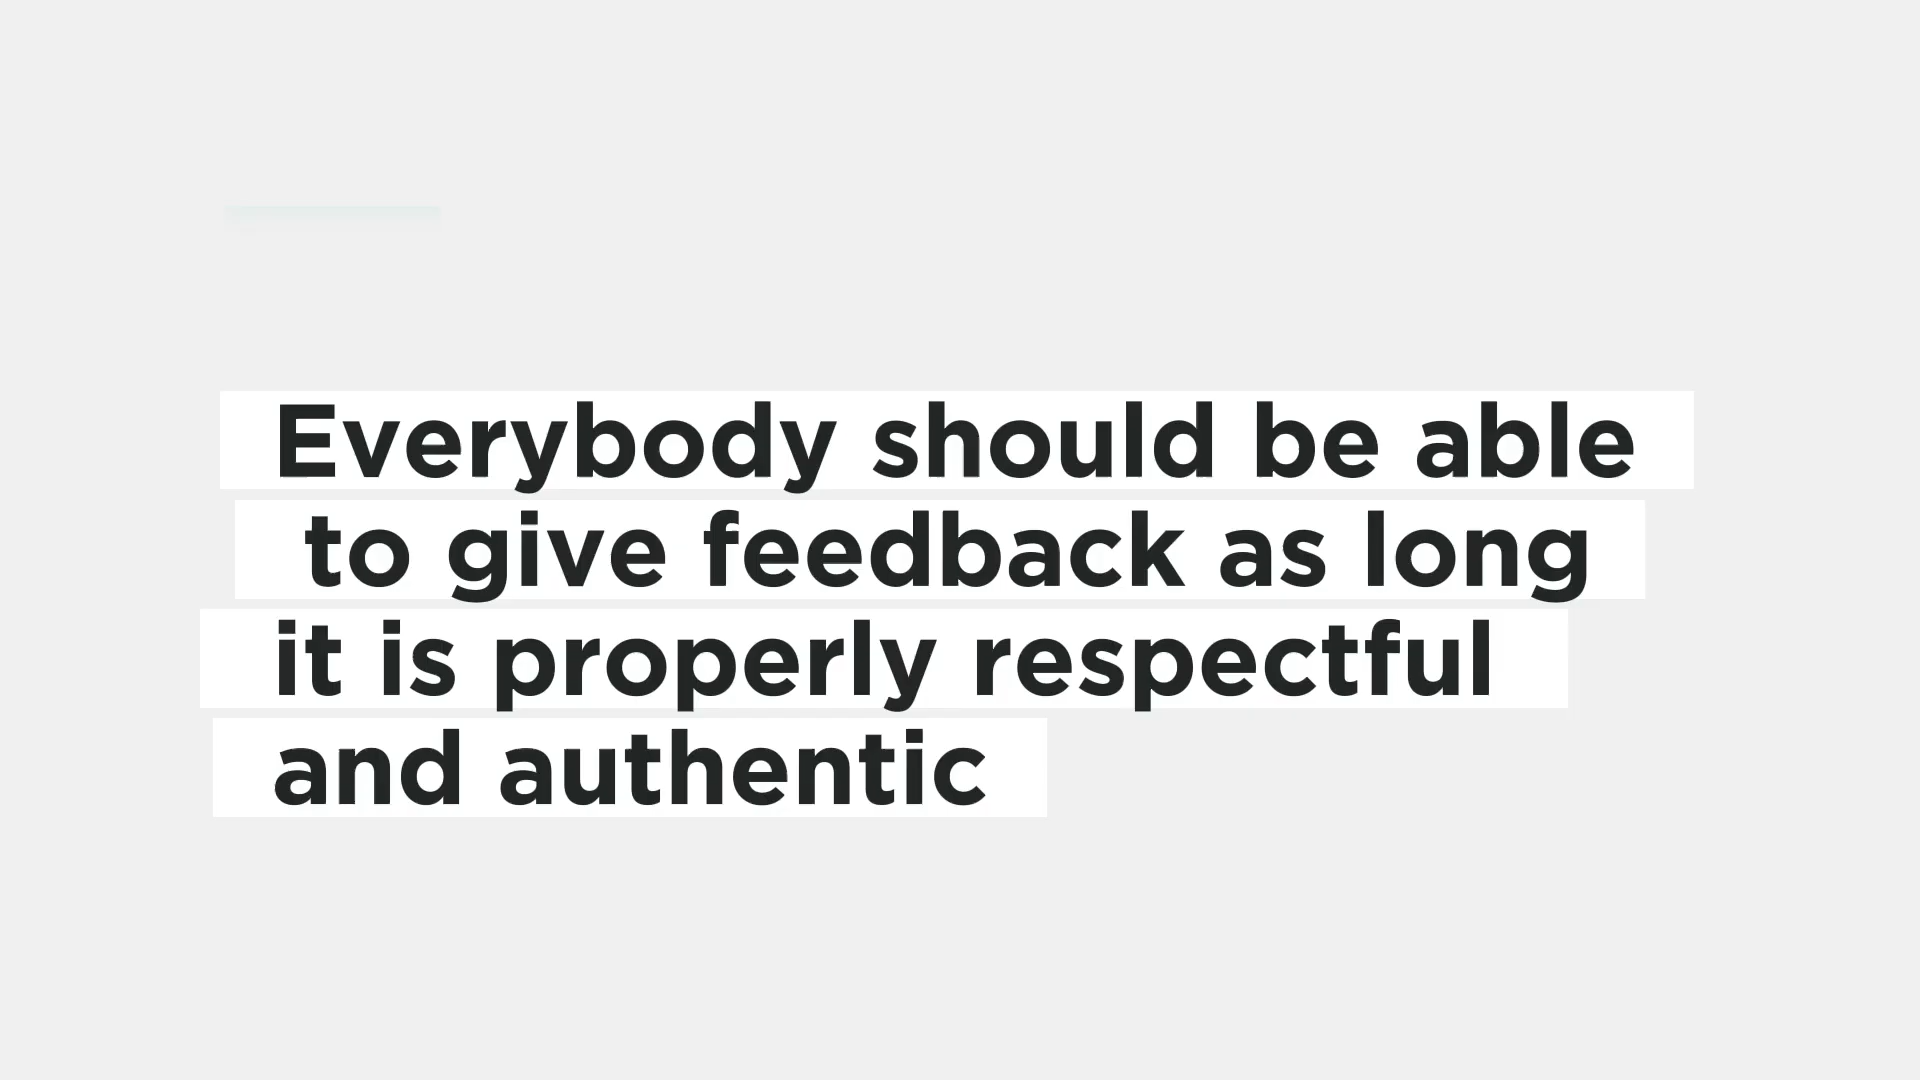 Everybody should be able
to give feedback as long
it is properly respectful
and authentic